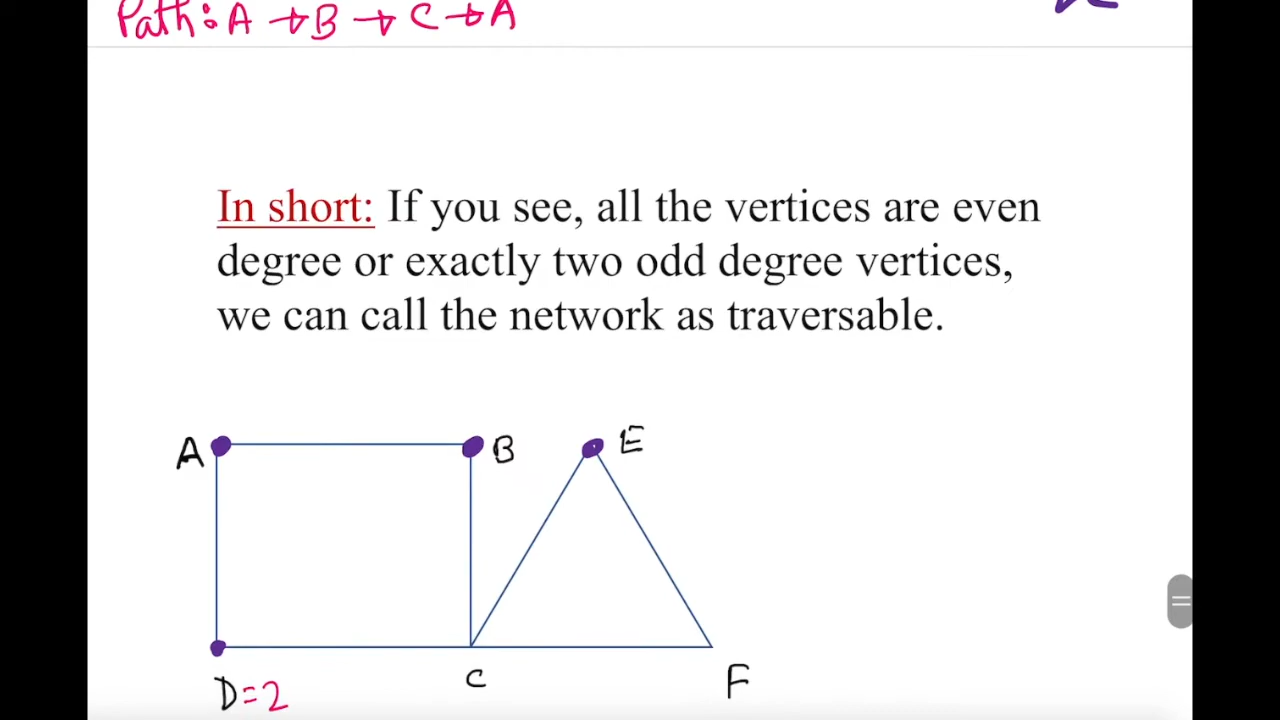 Path: A → B → C → A
In short: If you see, all the vertices are even
degree or exactly two odd degree vertices,
we can call the network as traversable.
A B E
D=2 C F